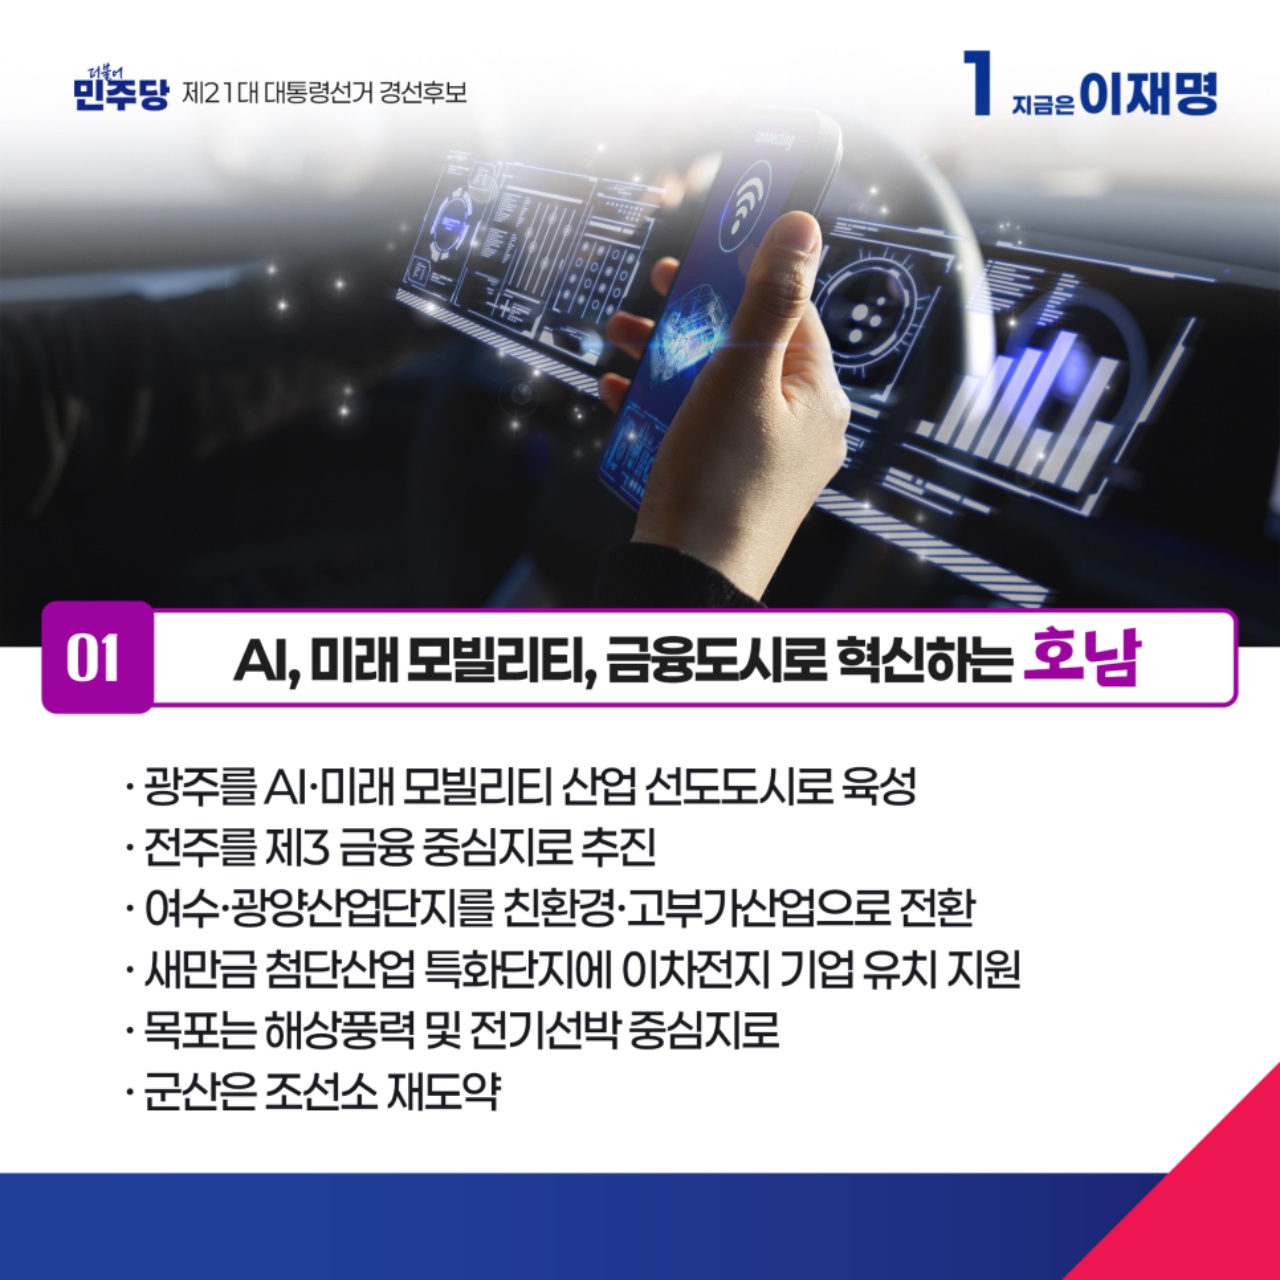 더불어
민주당 제21대 대통령선거 경선후보
1 지금은 이재명
connecting
01 AI, 미래 모빌리티, 금융도시로 혁신하는 호남
· 광주를 AI·미래 모빌리티 산업 선도도시로 육성
· 전주를 제3 금융 중심지로 추진
· 여수·광양산업단지를 친환경·고부가산업으로 전환
· 새만금 첨단산업 특화단지에 이차전지 기업 유치 지원
· 목포는 해상풍력 및 전기선박 중심지로
· 군산은 조선소 재도약